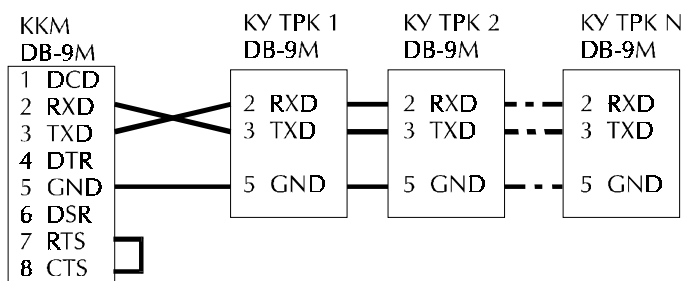 ККМ
DB-9M
1 DCD
2 RXD
3 TXD
4 DTR
5 GND
6 DSR
7 RTS
8 CTS
КУ ТРК 1
DB-9M
2 RXD
3 TXD
5 GND
КУ ТРК 2
DB-9M
2 RXD
3 TXD
5 GND
КУ ТРК N
DB-9M
2 RXD
3 TXD
5 GND